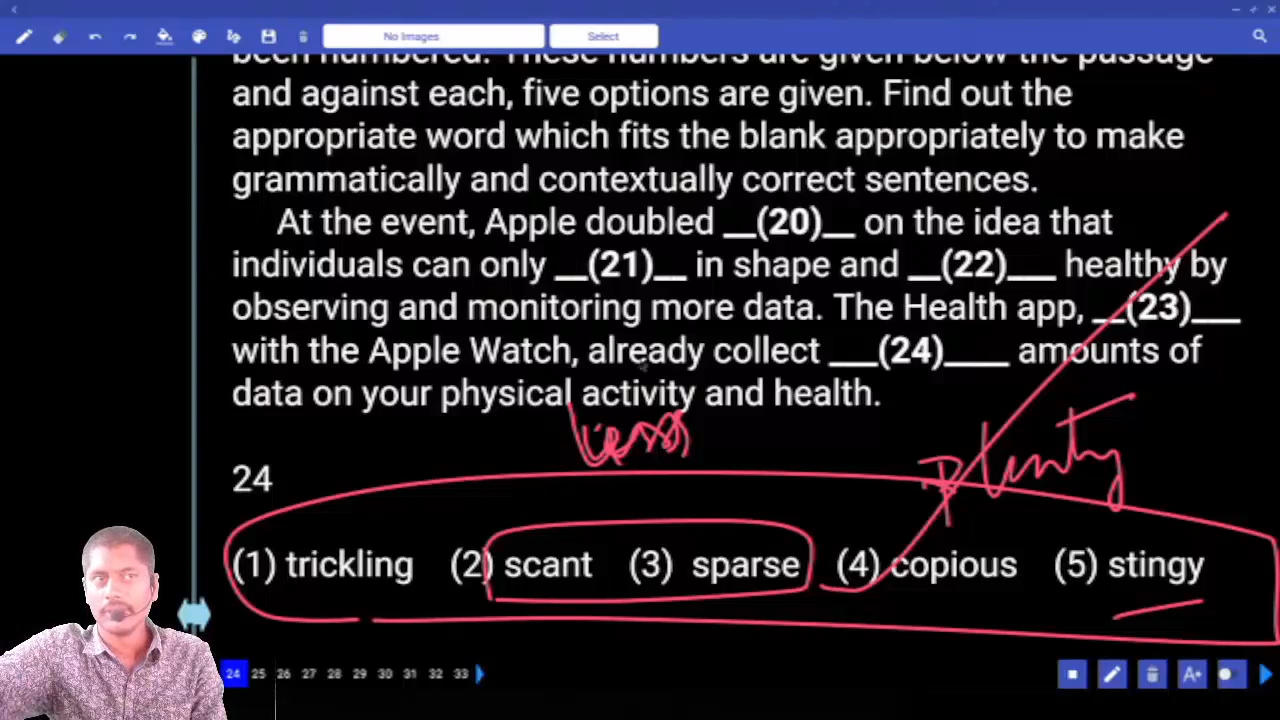 No Images Select
been numbered. These numbers are given below the passage
and against each, five options are given. Find out the
appropriate word which fits the blank appropriately to make
grammatically and contextually correct sentences.
At the event, Apple doubled __(20)__ on the idea that
individuals can only __(21)__ in shape and __(22)___ healthy by
observing and monitoring more data. The Health app, __(23)___
with the Apple Watch, already collect ___(24)____ amounts of
data on your physical activity and health.
less
Plenty
24
(1) trickling (2) scant (3) sparse (4) copious (5) stingy
24 25 26 27 28 29 30 31 32 33
A+